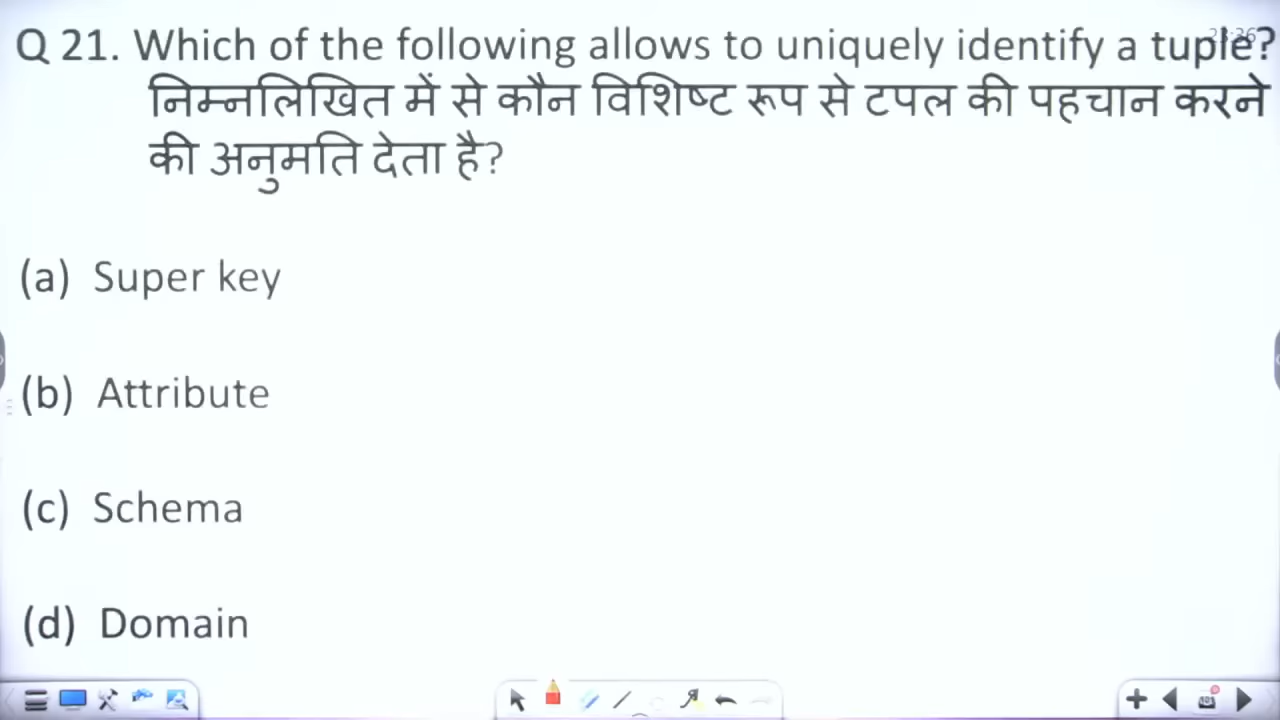 Q 21. Which of the following allows to uniquely identify a tuple?
निम्नलिखित में से कौन विशिष्ट रूप से टपल की पहचान करने
की अनुमति देता है?
(a) Super key
(b) Attribute
(c) Schema
(d) Domain